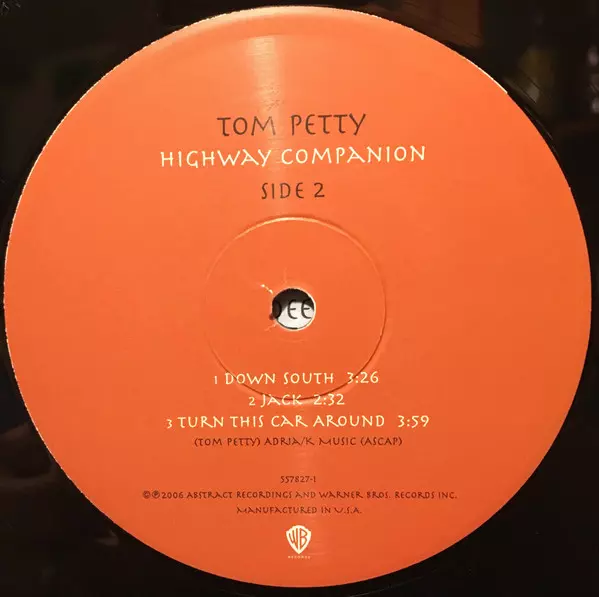 TOM PETTY
HIGHWAY COMPANION
SIDE 2
1 DOWN SOUTH 3:26
2 JACK 2:32
3 TURN THIS CAR AROUND 3:59
(TOM PETTY) ADRIA/K MUSIC (ASCAP)
557827-1
©℗2006 ABSTRACT RECORDINGS AND WARNER BROS. RECORDS INC.
MANUFACTURED IN U.S.A.
WB
RECORDS